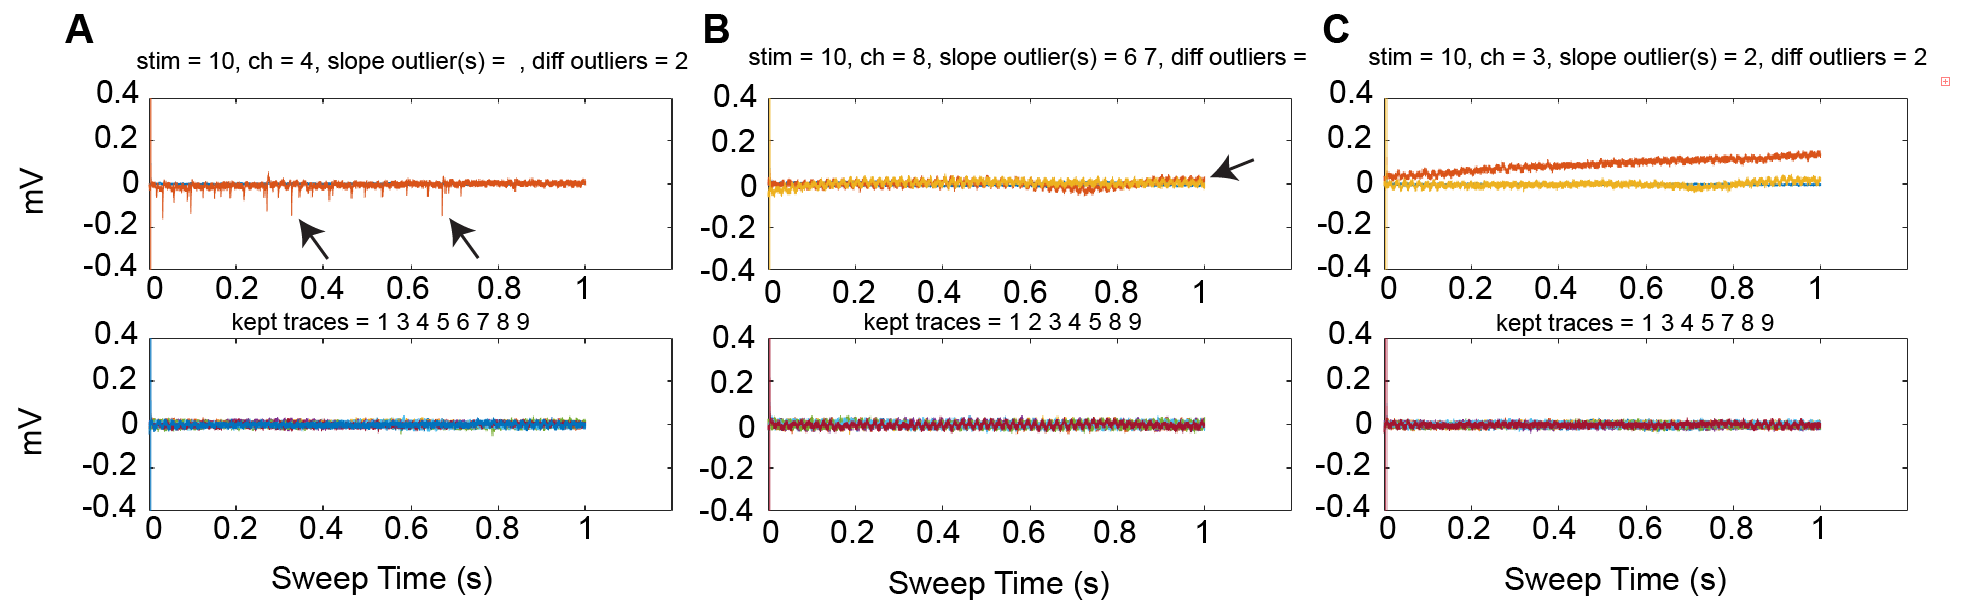 A B C
stim = 10, ch = 4, slope outlier(s) = , diff outliers = 2
stim = 10, ch = 8, slope outlier(s) = 6 7, diff outliers =
stim = 10, ch = 3, slope outlier(s) = 2, diff outliers = 2
0.4 0.4 0.4
0.2 0.2 0.2
0 0 0
-0.2 -0.2 -0.2
-0.4 -0.4 -0.4
mV
0 0.2 0.4 0.6 0.8 1
0 0.2 0.4 0.6 0.8 1
0 0.2 0.4 0.6 0.8 1
kept traces = 1 3 4 5 6 7 8 9
kept traces = 1 2 3 4 5 8 9
kept traces = 1 3 4 5 7 8 9
0.4 0.4 0.4
0.2 0.2 0.2
0 0 0
-0.2 -0.2 -0.2
-0.4 -0.4 -0.4
mV
0 0.2 0.4 0.6 0.8 1
0 0.2 0.4 0.6 0.8 1
0 0.2 0.4 0.6 0.8 1
Sweep Time (s)
Sweep Time (s)
Sweep Time (s)